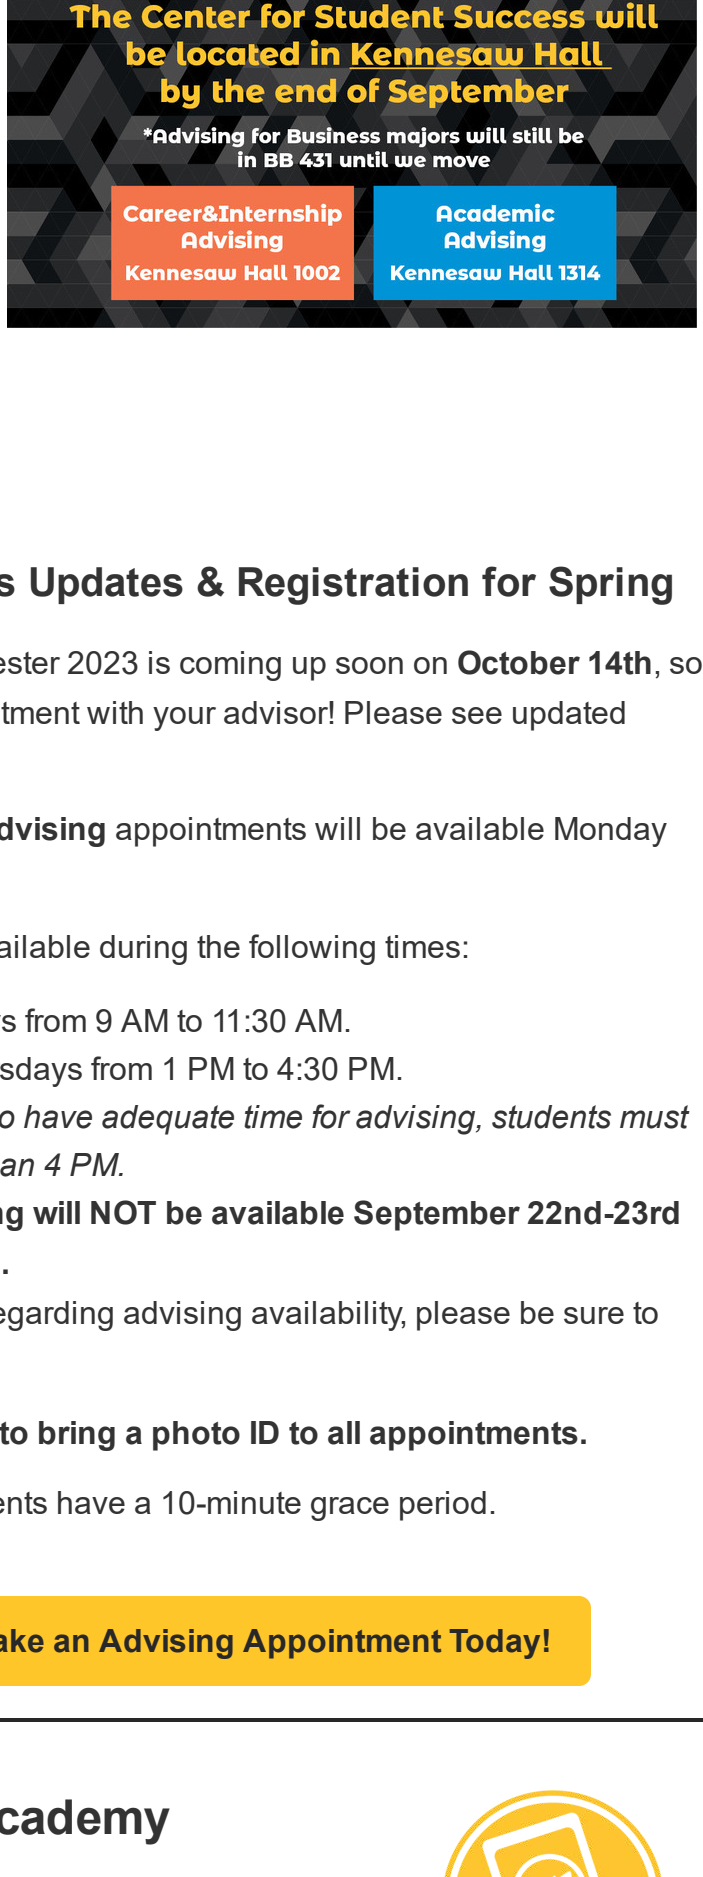 The Center for Student Success will
be located in Kennesaw Hall
by the end of September
*Advising for Business majors will still be
in BB 431 until we move
Career&Internship
Advising
Kennesaw Hall 1002
Academic
Advising
Kennesaw Hall 1314
s Updates & Registration for Spring
ester 2023 is coming up soon on October 14th, so
tment with your advisor! Please see updated
dvising appointments will be available Monday
ailable during the following times:
s from 9 AM to 11:30 AM.
sdays from 1 PM to 4:30 PM.
o have adequate time for advising, students must
an 4 PM.
ng will NOT be available September 22nd-23rd
.
egarding advising availability, please be sure to
to bring a photo ID to all appointments.
ents have a 10-minute grace period.
ake an Advising Appointment Today!
cademy